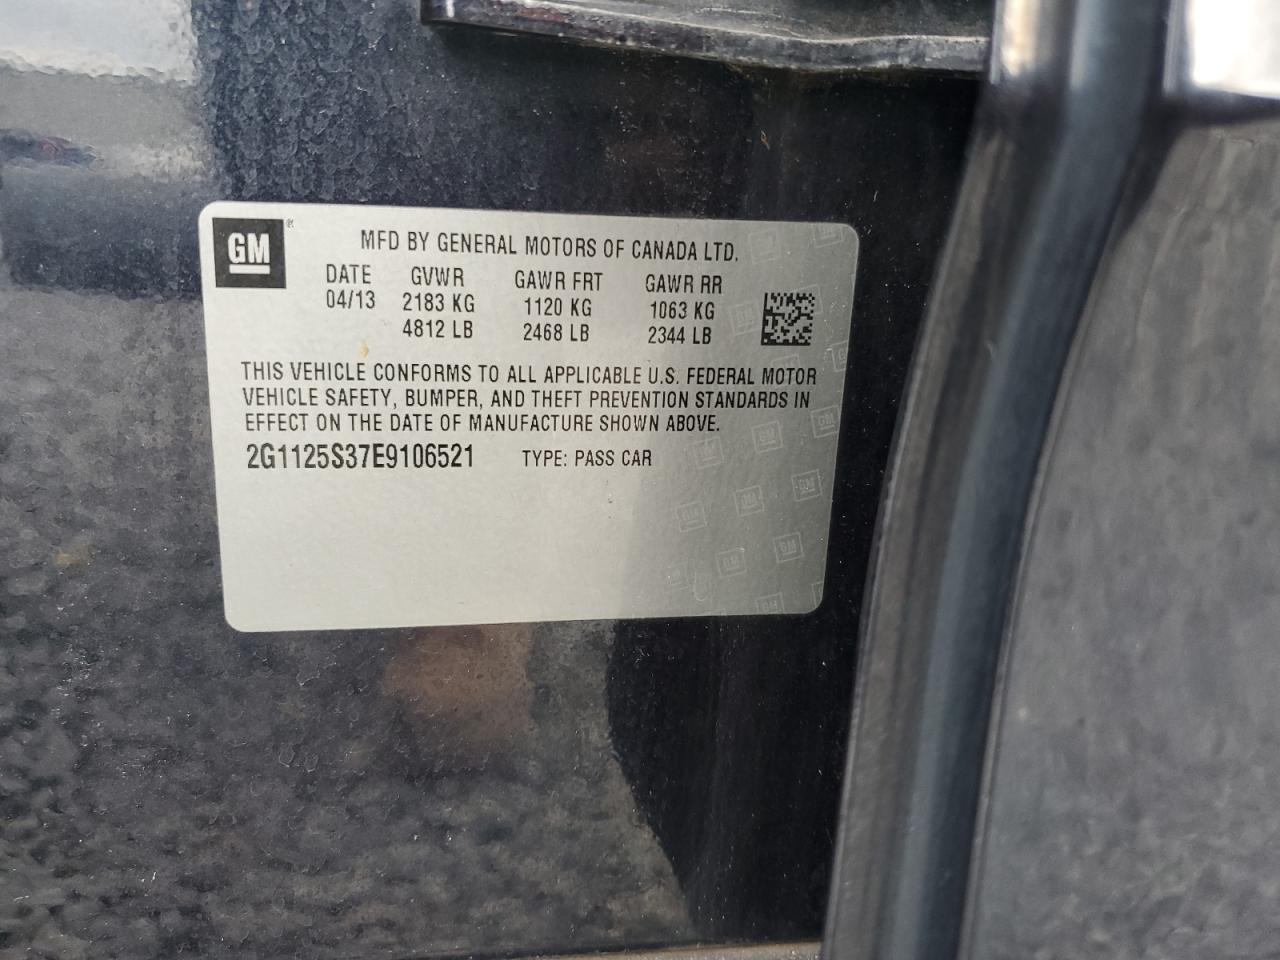 GM ®
MFD BY GENERAL MOTORS OF CANADA LTD.
DATE GVWR GAWR FRT GAWR RR
04/13 2183 KG 1120 KG 1063 KG
4812 LB 2468 LB 2344 LB
THIS VEHICLE CONFORMS TO ALL APPLICABLE U.S. FEDERAL MOTOR
VEHICLE SAFETY, BUMPER, AND THEFT PREVENTION STANDARDS IN
EFFECT ON THE DATE OF MANUFACTURE SHOWN ABOVE.
2G1125S37E9106521 TYPE: PASS CAR